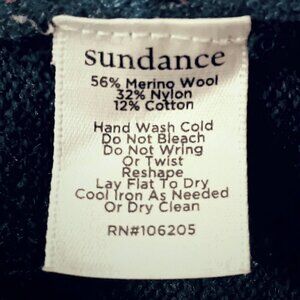 sundance
56% Merino Wool
32% Nylon
12% Cotton
Hand Wash Cold
Do Not Bleach
Do Not Wring
Or Twist
Reshape
Lay Flat To Dry
Cool Iron As Needed
Or Dry Clean
RN#106205